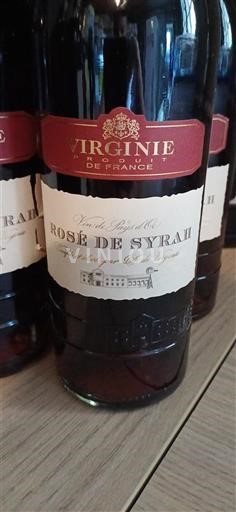 VIRGINIE
PRODUIT
DE FRANCE
Vin de Pays d'Oc
ROSÉ DE SYRAH